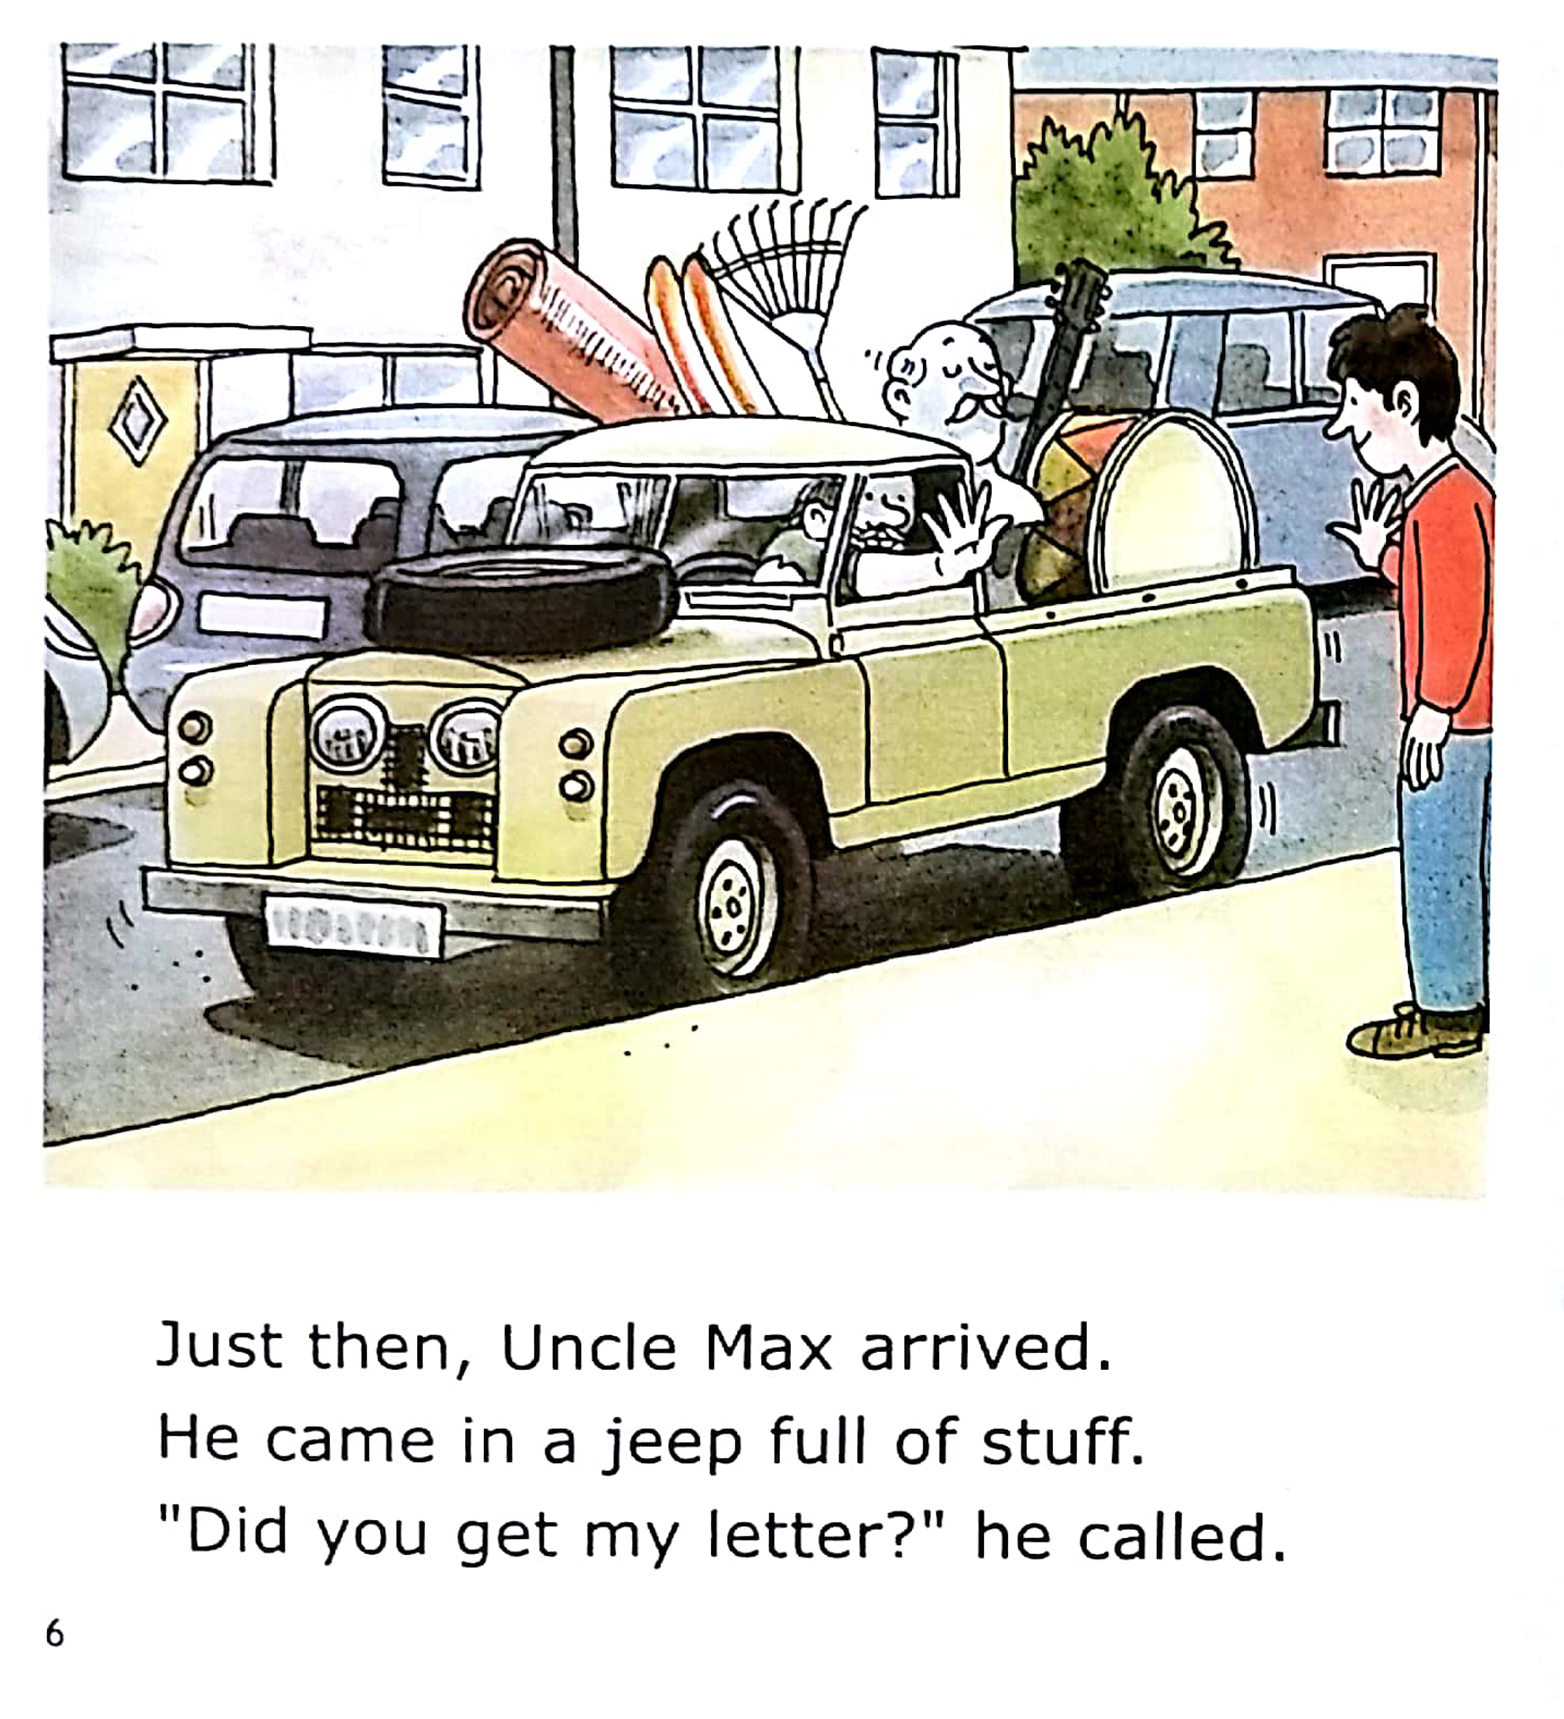 Just then, Uncle Max arrived.
He came in a jeep full of stuff.
"Did you get my letter?" he called.
6